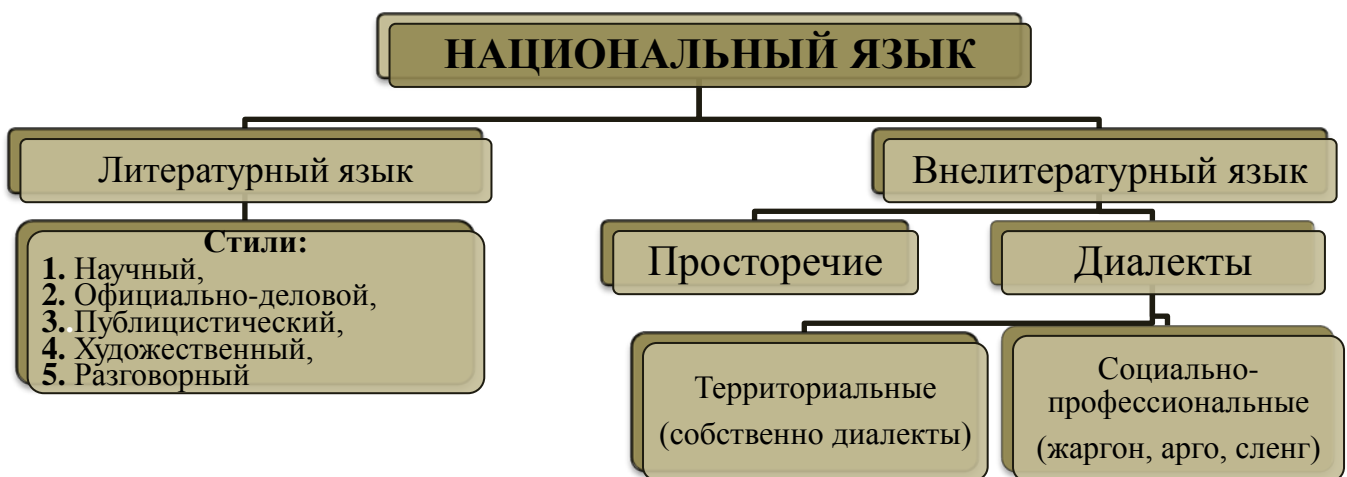 НАЦИОНАЛЬНЫЙ ЯЗЫК
Литературный язык
Внелитературный язык
Стили:
1. Научный,
2. Официально-деловой,
3..Публицистический,
4. Художественный,
5. Разговорный
Просторечие
Диалекты
Территориальные
(собственно диалекты)
Социально-
профессиональные
(жаргон, арго, сленг)